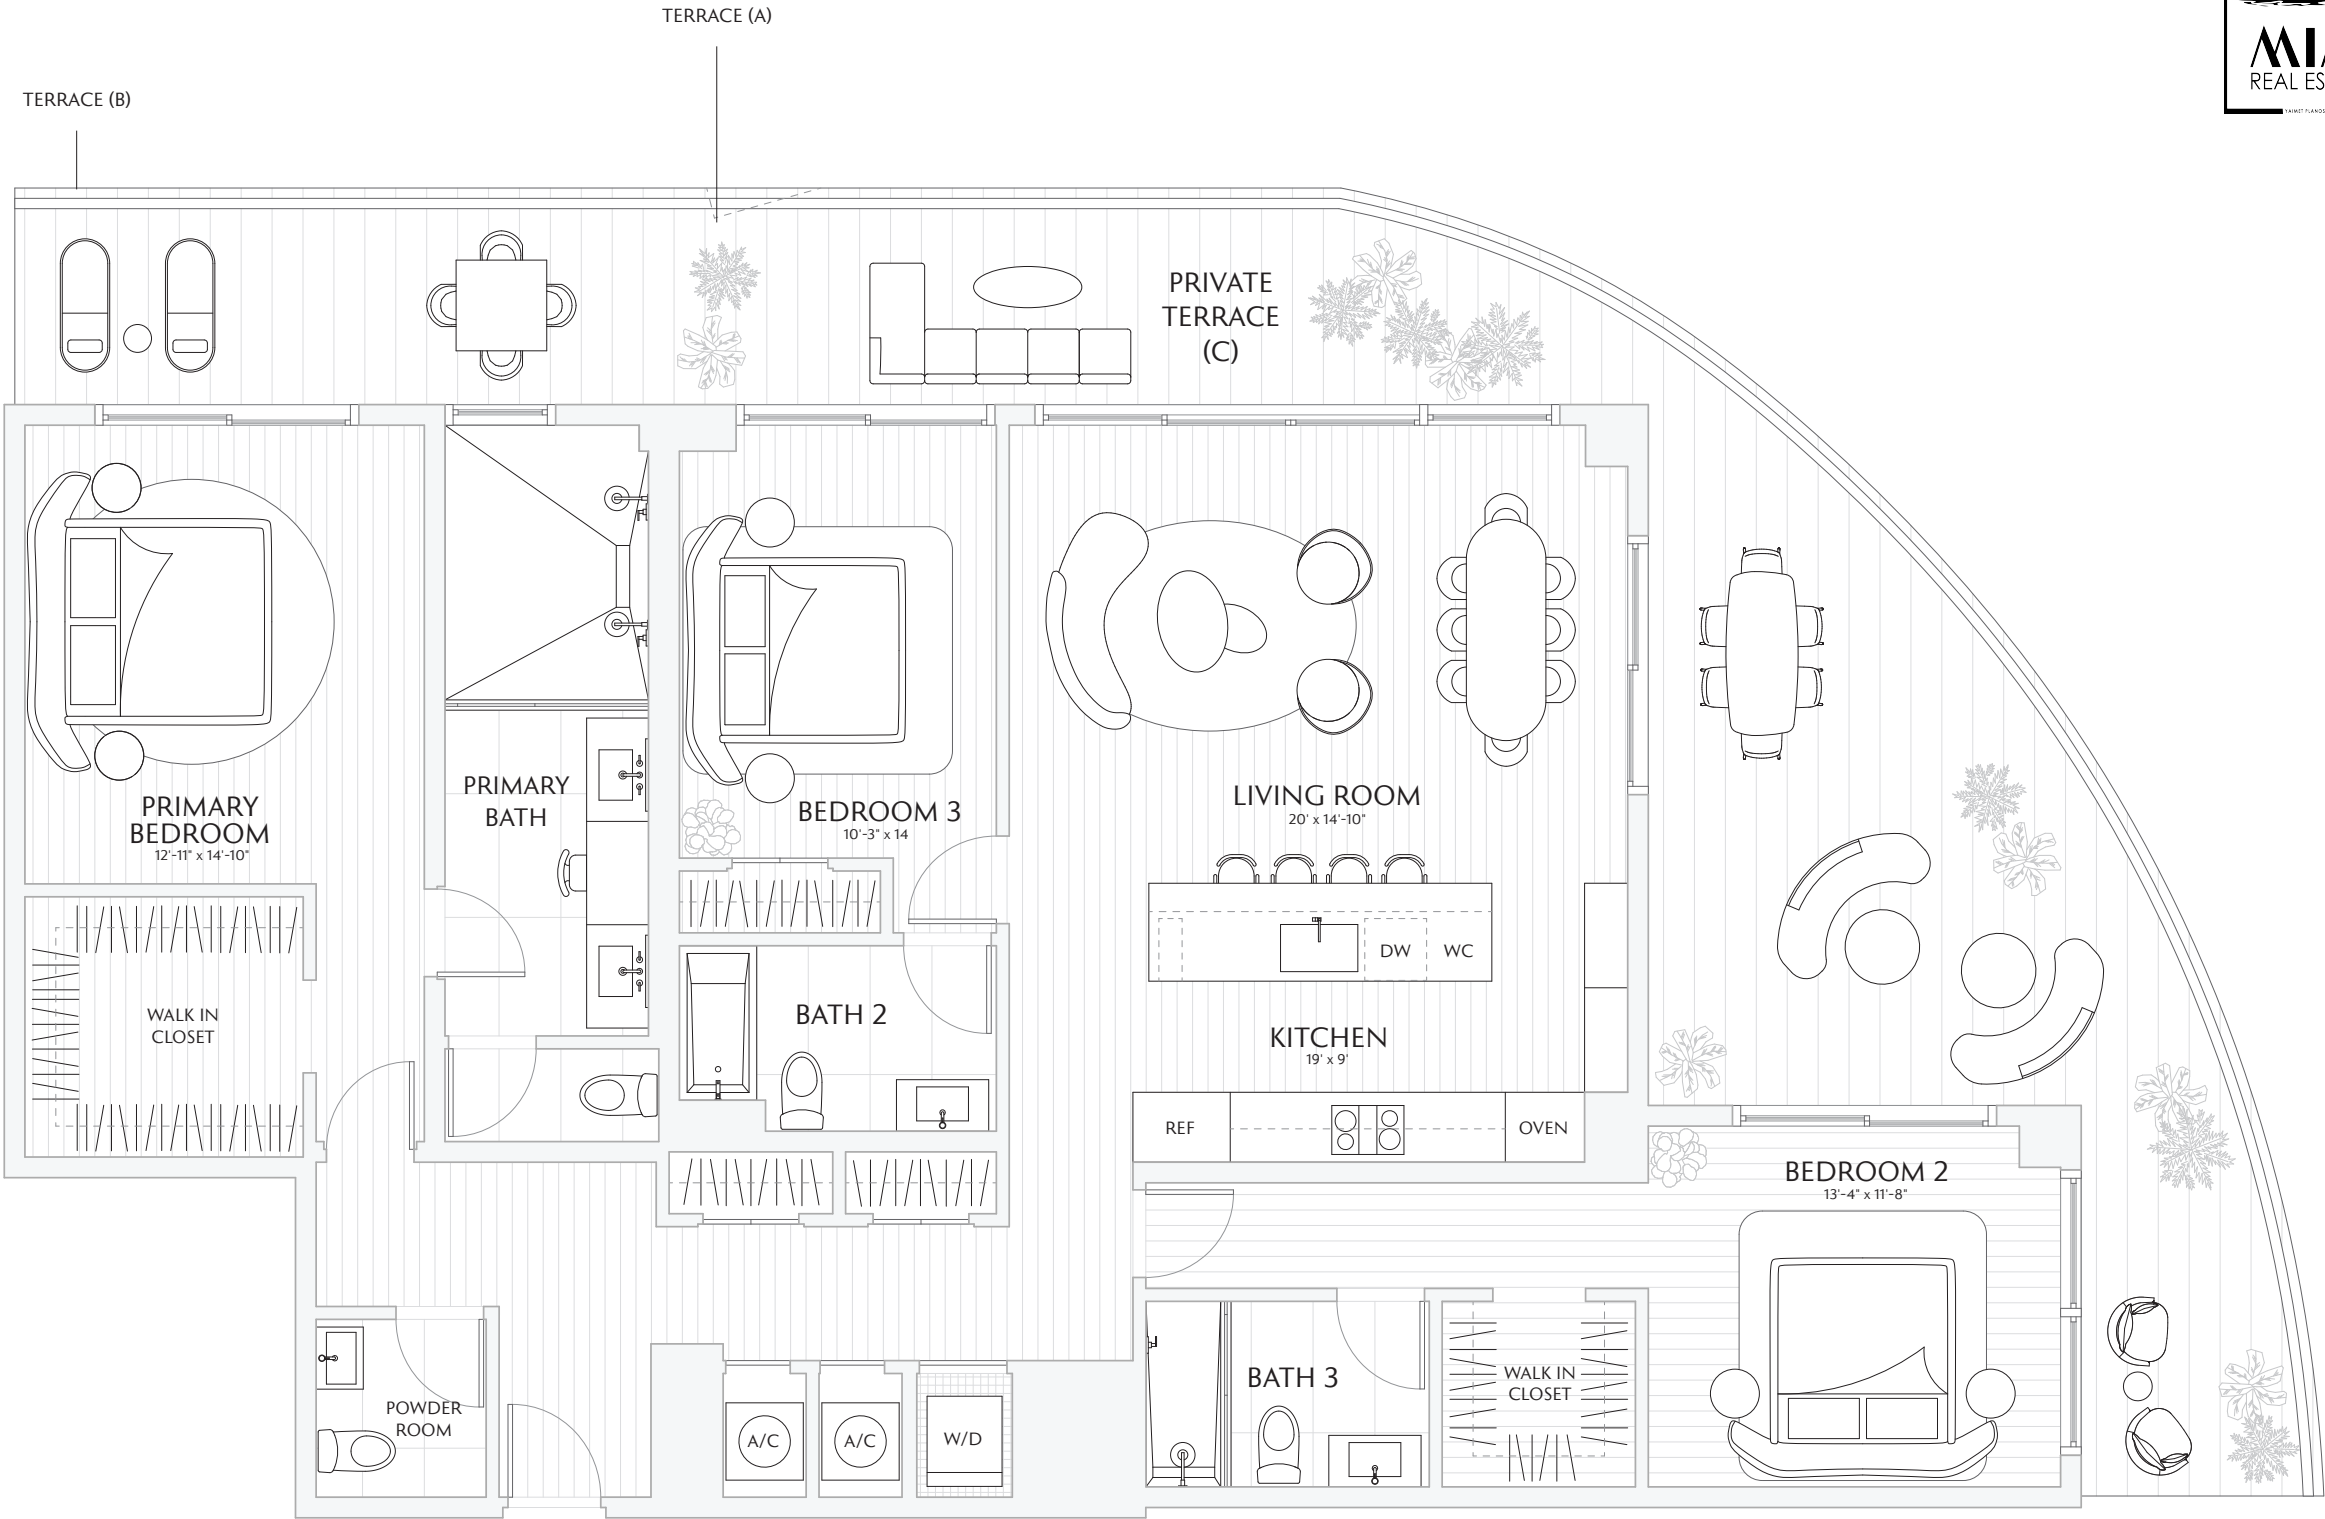 TERRACE (A)
TERRACE (B)
REAL ES
PRIVATE
TERRACE
(C)
PRIMARY
BEDROOM
12'-11" x 14'-10"
PRIMARY
BATH
BEDROOM 3
10'-3" x 14
LIVING ROOM
20' x 14'-10"
DW
WC
WALK IN
CLOSET
BATH 2
KITCHEN
19' x 9'
REF
OVEN
BEDROOM 2
13'-4" x 11'-8"
POWDER
ROOM
A/C
A/C
W/D
BATH 3
WALK IN
CLOSET